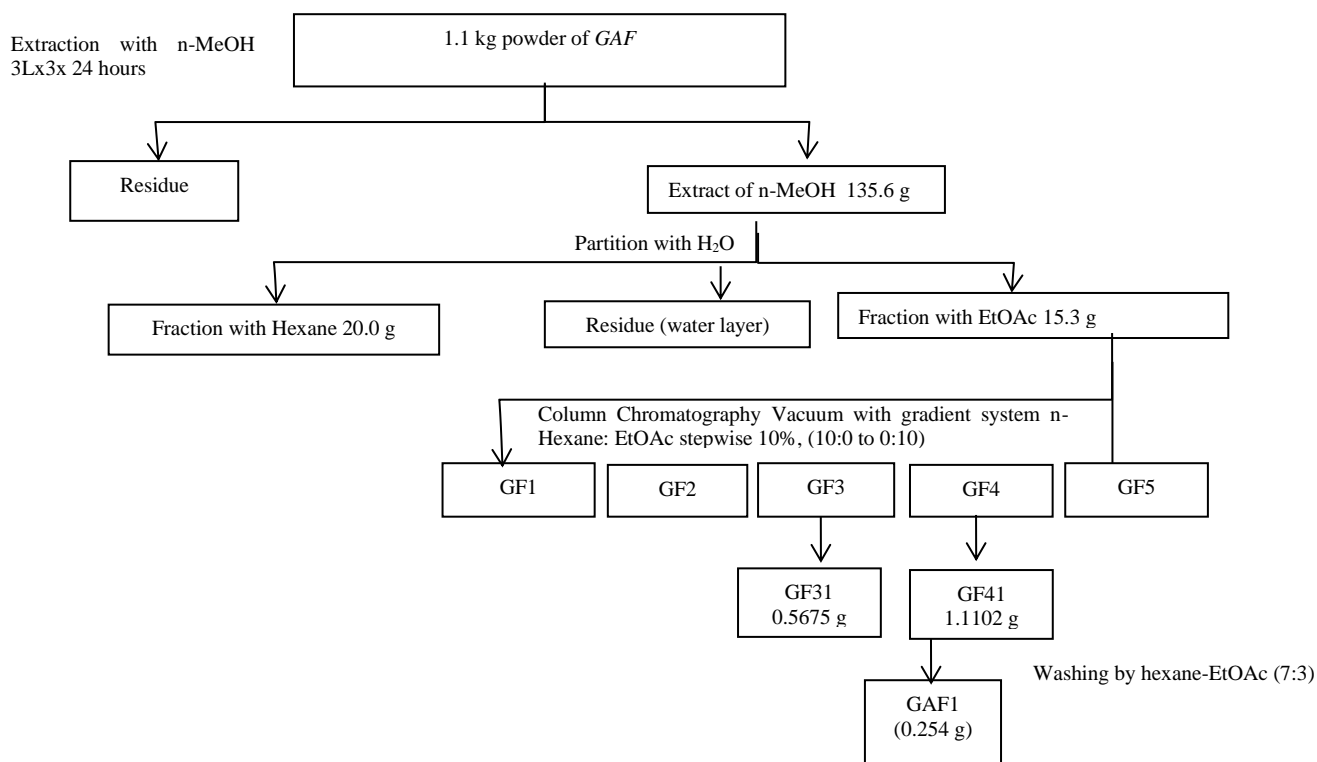 Extraction with n-MeOH
3Lx3x 24 hours
1.1 kg powder of GAF
Residue
Extract of n-MeOH 135.6 g
Partition with H₂O
Fraction with Hexane 20.0 g
Residue (water layer)
Fraction with EtOAc 15.3 g
Column Chromatography Vacuum with gradient system n-
Hexane: EtOAc stepwise 10%, (10:0 to 0:10)
GF1
GF2
GF3
GF4
GF5
GF31
0.5675 g
GF41
1.1102 g
Washing by hexane-EtOAc (7:3)
GAF1
(0.254 g)